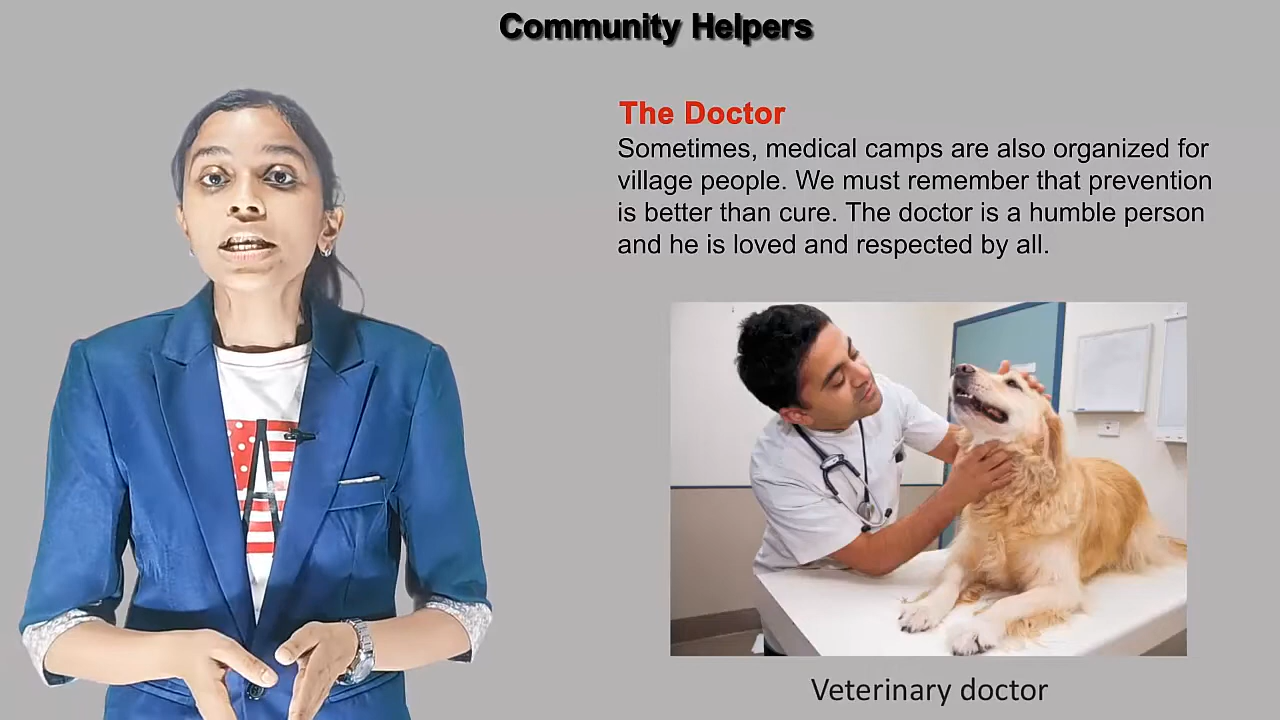 Community Helpers
The Doctor
Sometimes, medical camps are also organized for
village people. We must remember that prevention
is better than cure. The doctor is a humble person
and he is loved and respected by all.
A
Veterinary doctor